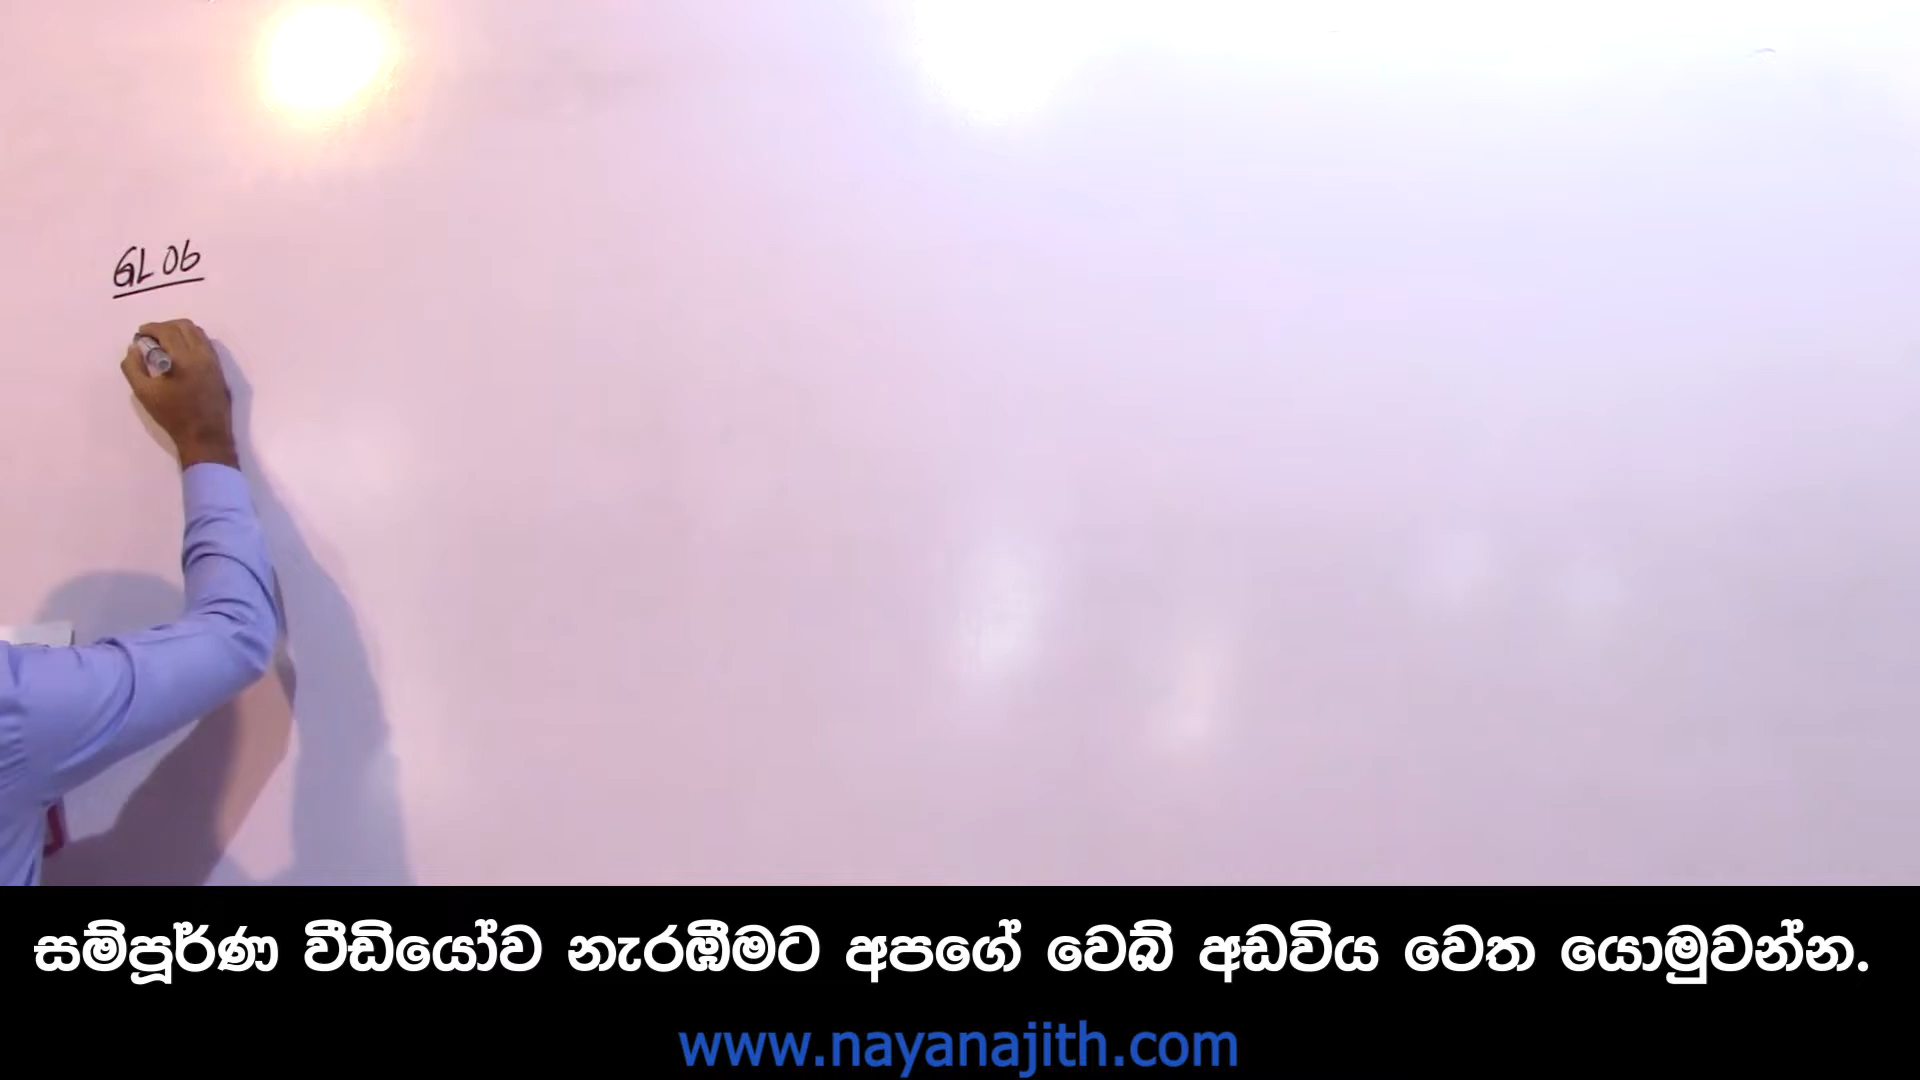 GL 06
සම්පූර්ණ වීඩියෝව නැරඹීමට අපගේ වෙබ් අඩවිය වෙත යොමුවන්න.
www.nayanajith.com